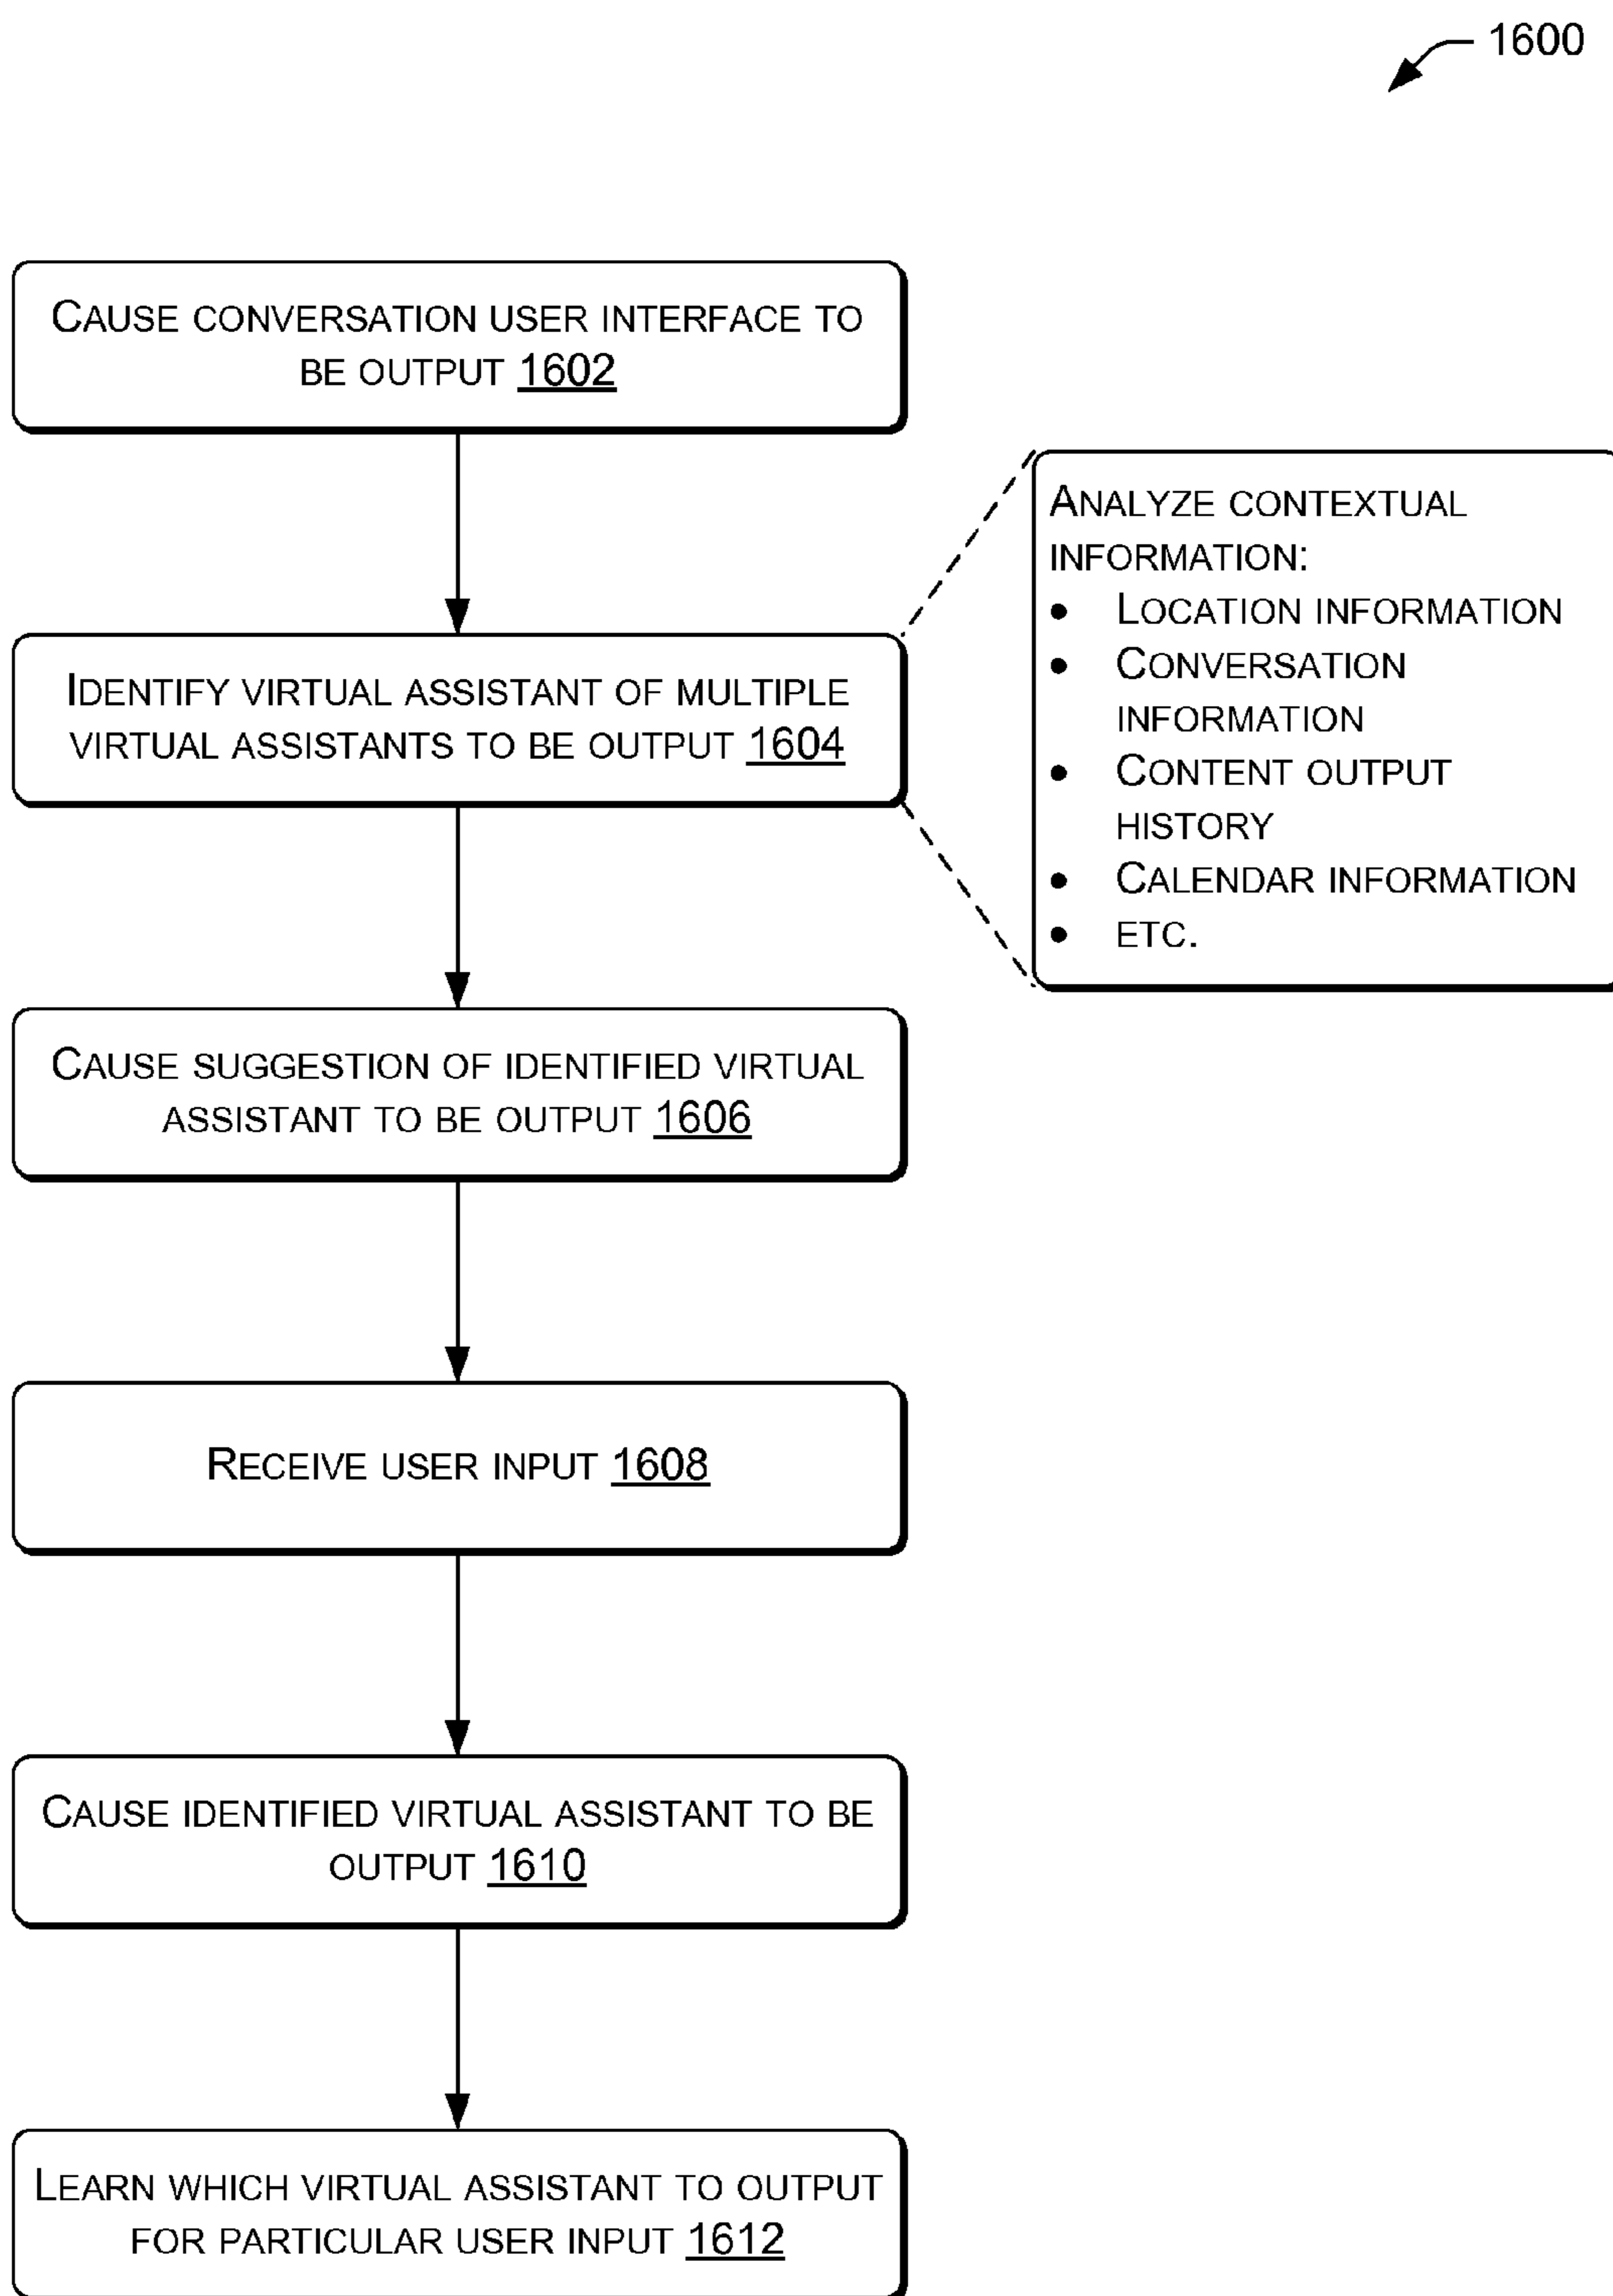 1600
CAUSE CONVERSATION USER INTERFACE TO
BE OUTPUT 1602
IDENTIFY VIRTUAL ASSISTANT OF MULTIPLE
VIRTUAL ASSISTANTS TO BE OUTPUT 1604
ANALYZE CONTEXTUAL
INFORMATION:
• LOCATION INFORMATION
• CONVERSATION
INFORMATION
• CONTENT OUTPUT
HISTORY
• CALENDAR INFORMATION
• ETC.
CAUSE SUGGESTION OF IDENTIFIED VIRTUAL
ASSISTANT TO BE OUTPUT 1606
RECEIVE USER INPUT 1608
CAUSE IDENTIFIED VIRTUAL ASSISTANT TO BE
OUTPUT 1610
LEARN WHICH VIRTUAL ASSISTANT TO OUTPUT
FOR PARTICULAR USER INPUT 1612